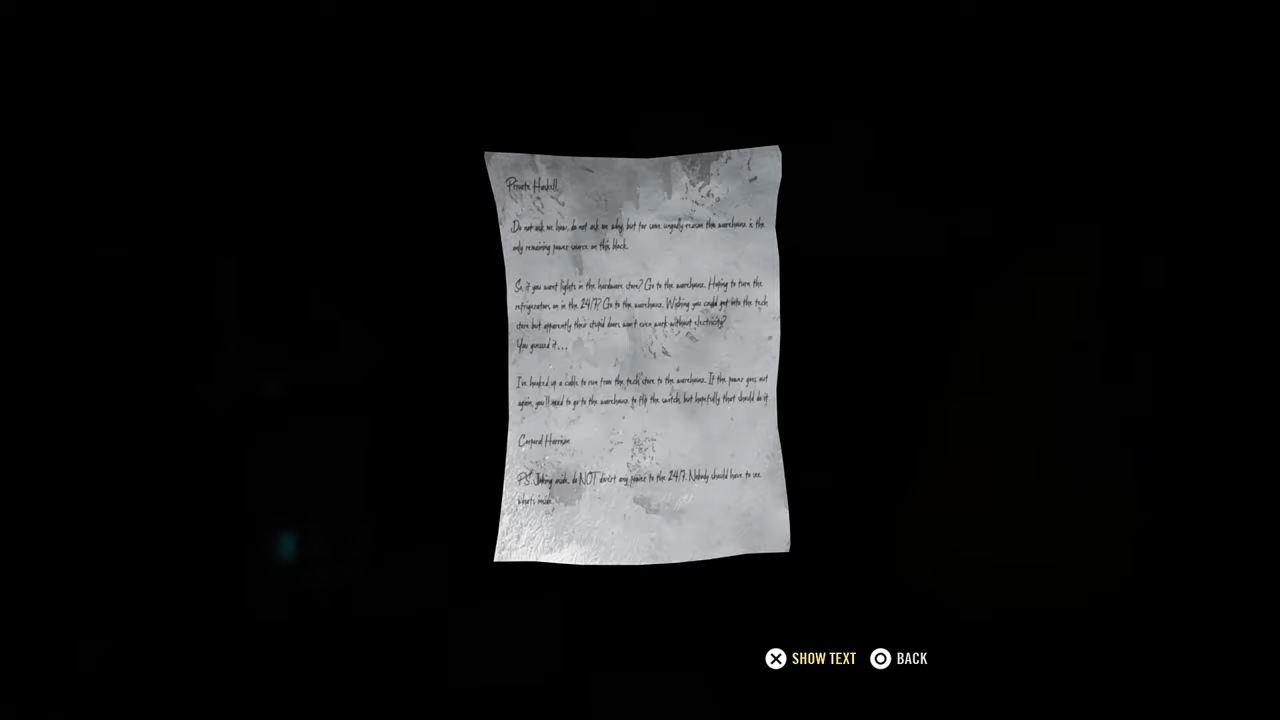 Private Haskell,
Do not ask me how, do not ask me why, but for some ungodly reason this warehouse is the
only remaining power source on this block.
So, if you want lights in the hardware store? Go to the warehouse. Hoping to turn the
refrigerators on in the 24/7? Go to the warehouse. Wishing you could get into the tech
store but apparently their stupid doors won't even work without electricity?
You guessed it...
I've hooked up a cable to run from the tech store to the warehouse. If the power goes out
again, you'll need to go to the warehouse to flip the switch, but hopefully that should do it
Corporal Harrison
PS. Joking aside, do NOT divert any power to the 24/7. Nobody should have to see
what's inside.
SHOW TEXT
BACK